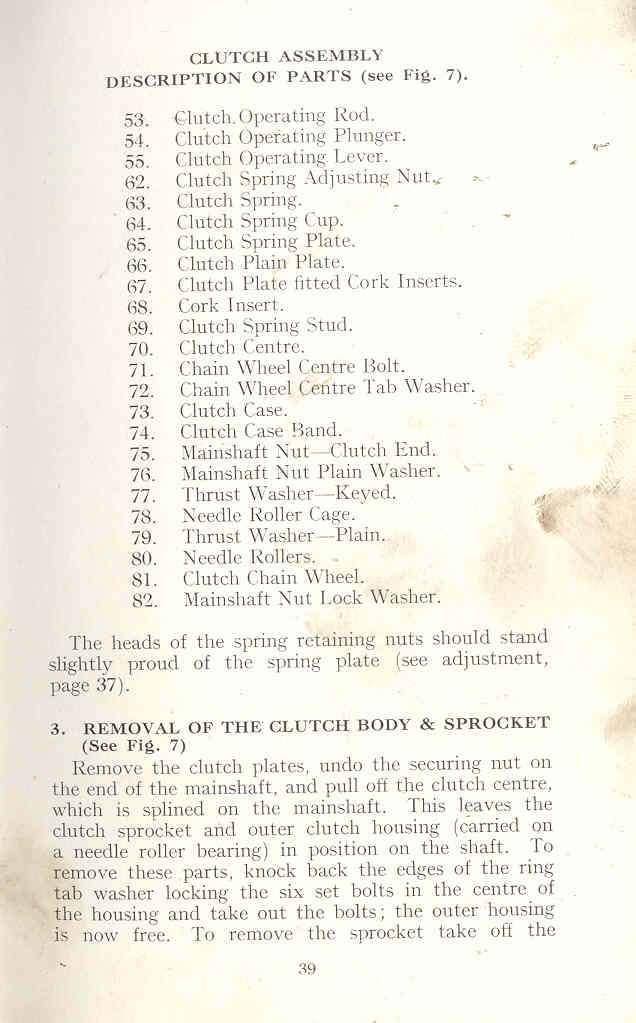 CLUTCH ASSEMBLY
DESCRIPTION OF PARTS (see Fig. 7).
53. Clutch Operating Rod.
54. Clutch Operating Plunger.
55. Clutch Operating Lever.
62. Clutch Spring Adjusting Nut.
63. Clutch Spring.
64. Clutch Spring Cup.
65. Clutch Spring Plate.
66. Clutch Plain Plate.
67. Clutch Plate fitted Cork Inserts.
68. Cork Insert.
69. Clutch Spring Stud.
70. Clutch Centre.
71. Chain Wheel Centre Bolt.
72. Chain Wheel Centre Tab Washer.
73. Clutch Case.
74. Clutch Case Band.
75. Mainshaft Nut—Clutch End.
76. Mainshaft Nut Plain Washer.
77. Thrust Washer—Keyed.
78. Needle Roller Cage.
79. Thrust Washer—Plain.
80. Needle Rollers.
81. Clutch Chain Wheel.
82. Mainshaft Nut Lock Washer.
The heads of the spring retaining nuts should stand
slightly proud of the spring plate (see adjustment,
page 37).
3. REMOVAL OF THE CLUTCH BODY & SPROCKET
(See Fig. 7)
Remove the clutch plates, undo the securing nut on
the end of the mainshaft, and pull off the clutch centre,
which is splined on the mainshaft. This leaves the
clutch sprocket and outer clutch housing (carried on
a needle roller bearing) in position on the shaft. To
remove these parts, knock back the edges of the ring
tab washer locking the six set bolts in the centre of
the housing and take out the bolts; the outer housing
is now free. To remove the sprocket take off the
39